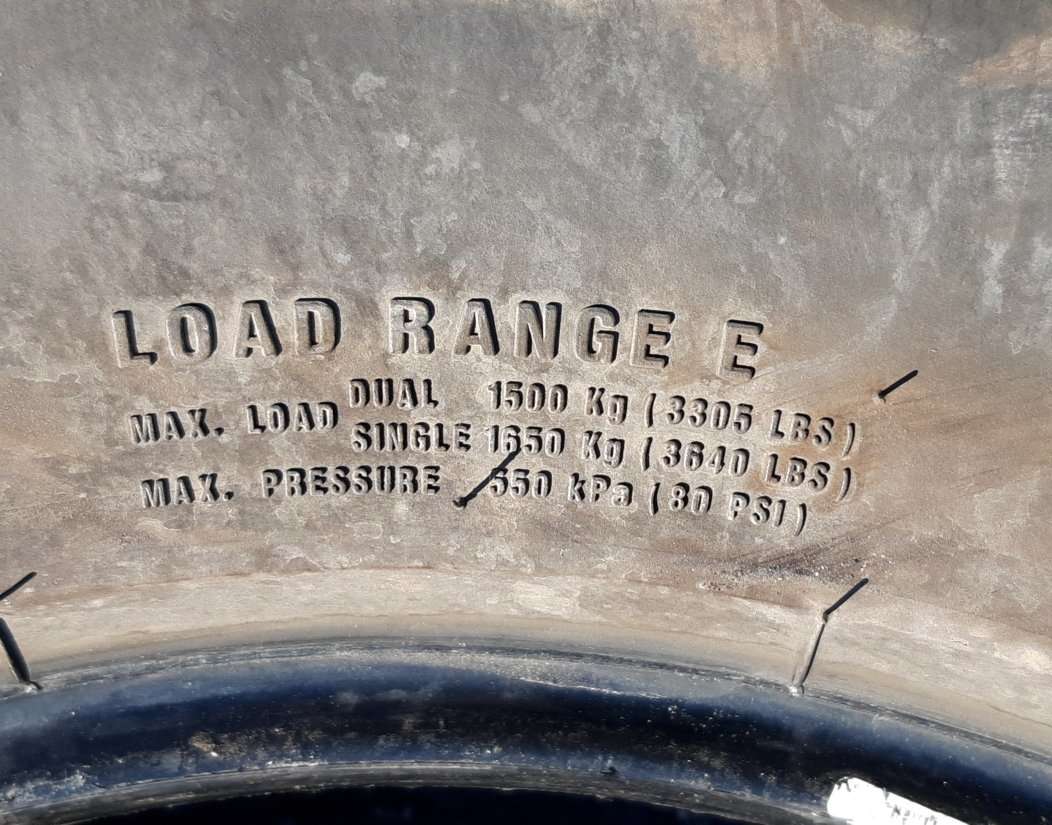 LOAD RANGE E
MAX. LOAD DUAL 1500 Kg (3305 LBS)
SINGLE 1650 Kg (3640 LBS)
MAX. PRESSURE 550 kPa (80 PSI)